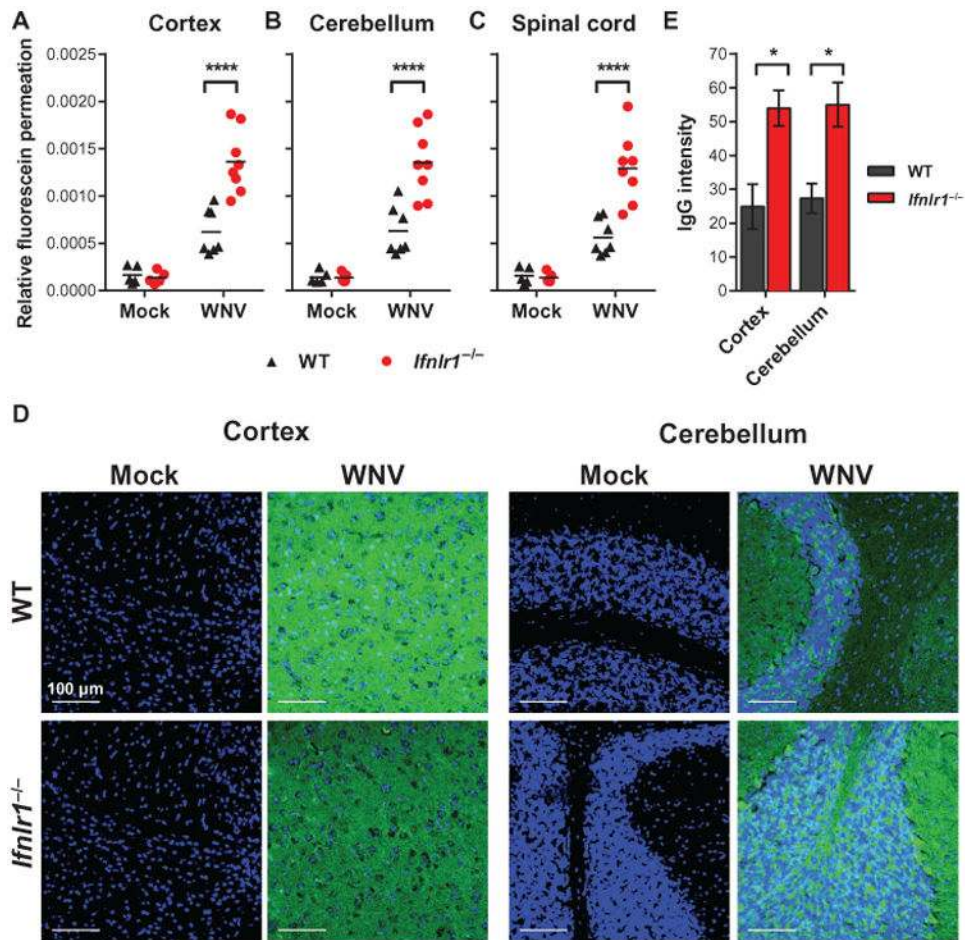 A Cortex B Cerebellum C Spinal cord E
Relative fluorescein permeation
0.0025
0.0020
0.0015
0.0010
0.0005
0.0000
**** **** ****
Mock WNV Mock WNV Mock WNV
▲ WT ● Ifnlr1–/–
IgG intensity
70
60
50
40
30
20
10
0
* *
Cortex
Cerebellum
WT
Ifnlr1–/–
D
Cortex Cerebellum
Mock WNV Mock WNV
WT
100 µm
Ifnlr1–/–